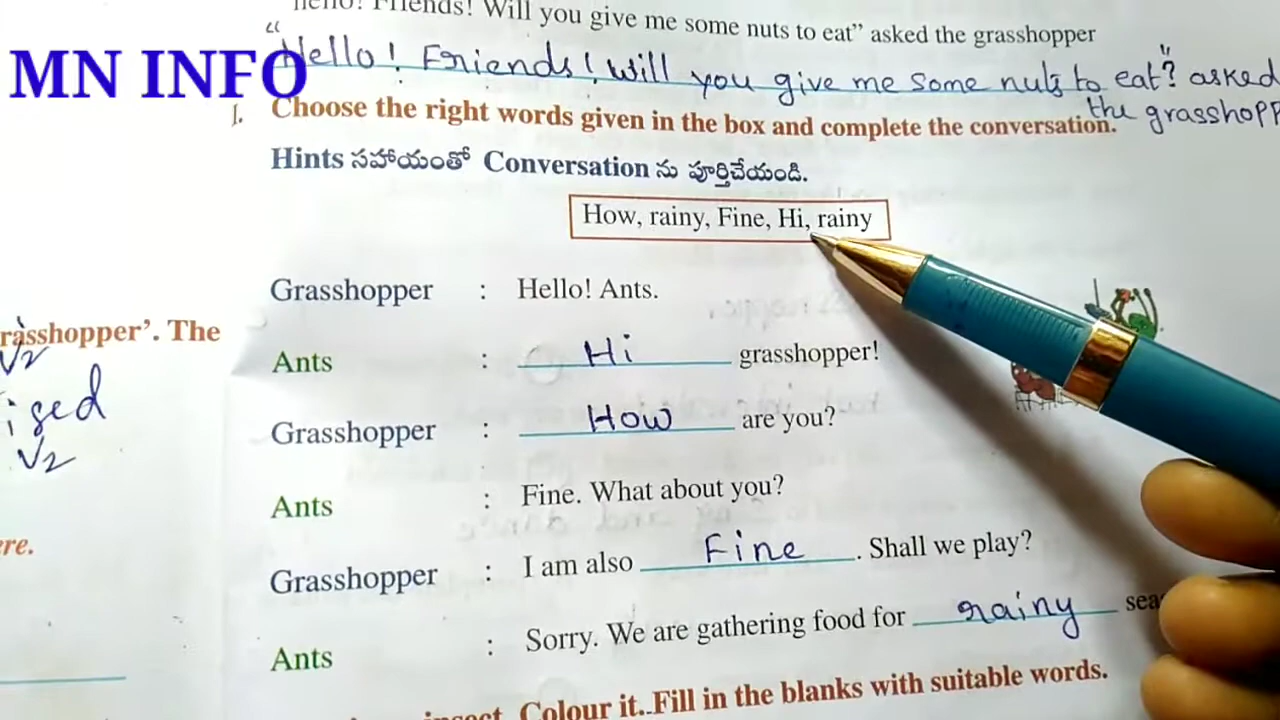 Hello! Friends! Will you give me some nuts to eat” asked the grasshopper
MN INFO
“Hello! Friends! Will you give me some nuts to eat?" asked
the grasshopp
I. Choose the right words given in the box and complete the conversation.
Hints సహాయంతో Conversation ను పూర్తిచేయండి.
How, rainy, Fine, Hi, rainy
Grasshopper : Hello! Ants.
rasshopper’. The
Ants : Hi grasshopper!
Grasshopper : How are you?
Ants : Fine. What about you?
ere.
Grasshopper : I am also Fine. Shall we play?
Ants : Sorry. We are gathering food for rainy sea
insect. Colour it. Fill in the blanks with suitable words.